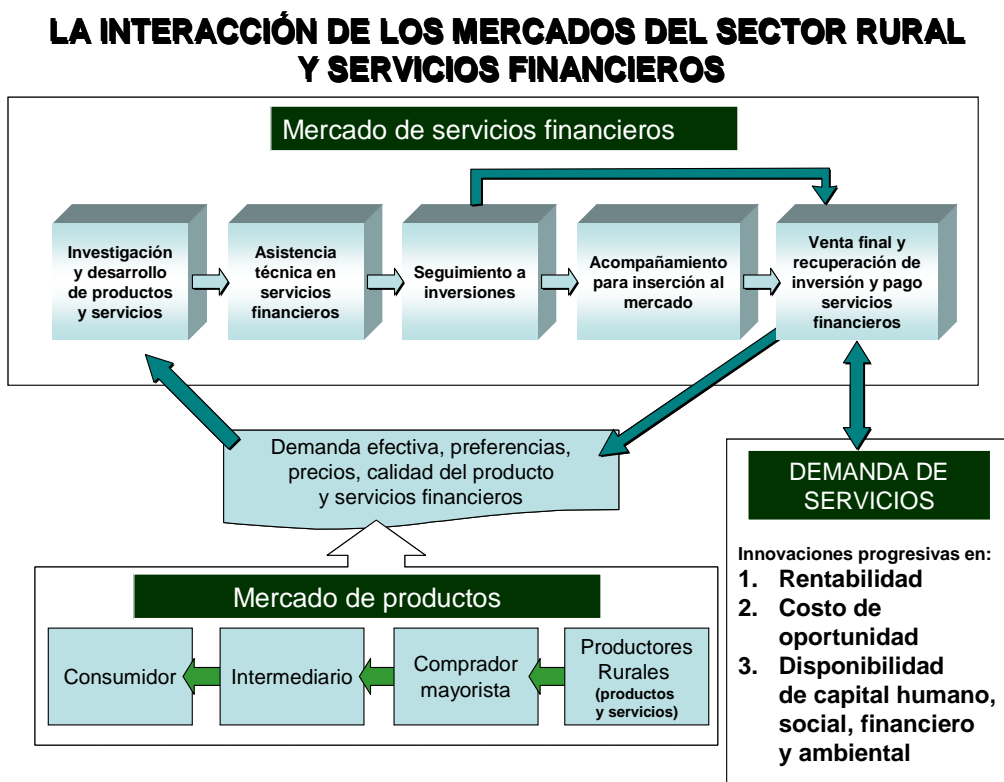 LA INTERACCIÓN DE LOS MERCADOS DEL SECTOR RURAL
Y SERVICIOS FINANCIEROS
Mercado de servicios financieros
Investigación
y desarrollo
de productos
y servicios
Asistencia
técnica en
servicios
financieros
Seguimiento a
inversiones
Acompañamiento
para inserción al
mercado
Venta final y
recuperación de
inversión y pago
servicios
financieros
Demanda efectiva, preferencias,
precios, calidad del producto
y servicios financieros
Mercado de productos
Consumidor
Intermediario
Comprador
mayorista
Productores
Rurales
(productos
y servicios)
DEMANDA DE
SERVICIOS
Innovaciones progresivas en:
1. Rentabilidad
2. Costo de
oportunidad
3. Disponibilidad
de capital humano,
social, financiero
y ambiental